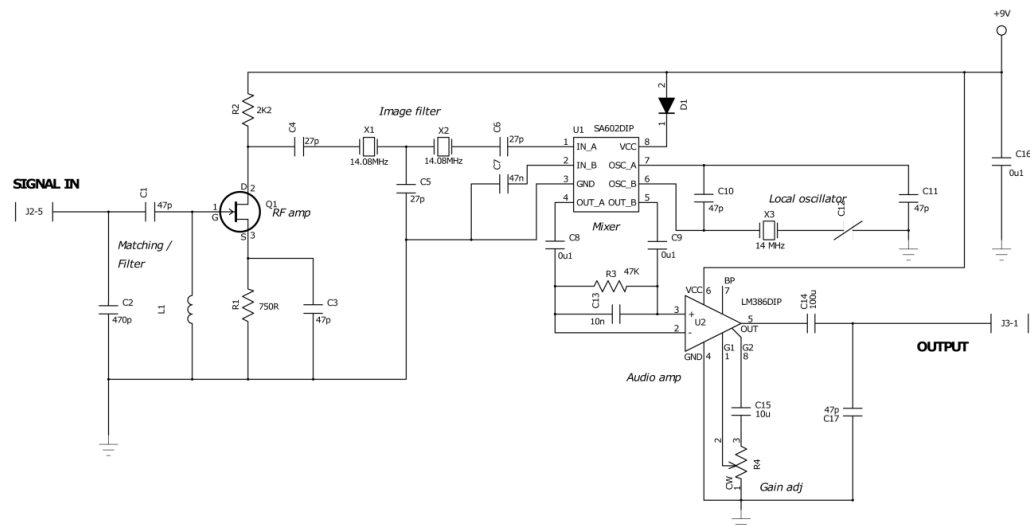 +9V
R2
2K2
C4
27p
Image filter
X1
14.08MHz
X2
14.08MHz
C6
27p
C7
47n
C5
27p
2
D1
1
U1
SA602DIP
1
IN_A
VCC
8
2
IN_B
OSC_A
7
3
GND
OSC_B
6
4
OUT_A
OUT_B
5
Mixer
C16
0u1
SIGNAL IN
J2-5
C1
47p
D
2
1
G
Q1
S
3
RF amp
Matching /
Filter
C2
470p
L1
R1
750R
C3
47p
C10
47p
Local oscillator
C11
47p
X3
14 MHz
C8
0u1
C9
0u1
R3
47K
C13
10n
VCC
6
BP
7
LM386DIP
3
+
2
-
U2
5
OUT
GND
4
G1
1
G2
8
C14
100u
J3-1
OUTPUT
Audio amp
C15
10u
47p
C17
2
3
R4
CW
1
Gain adj